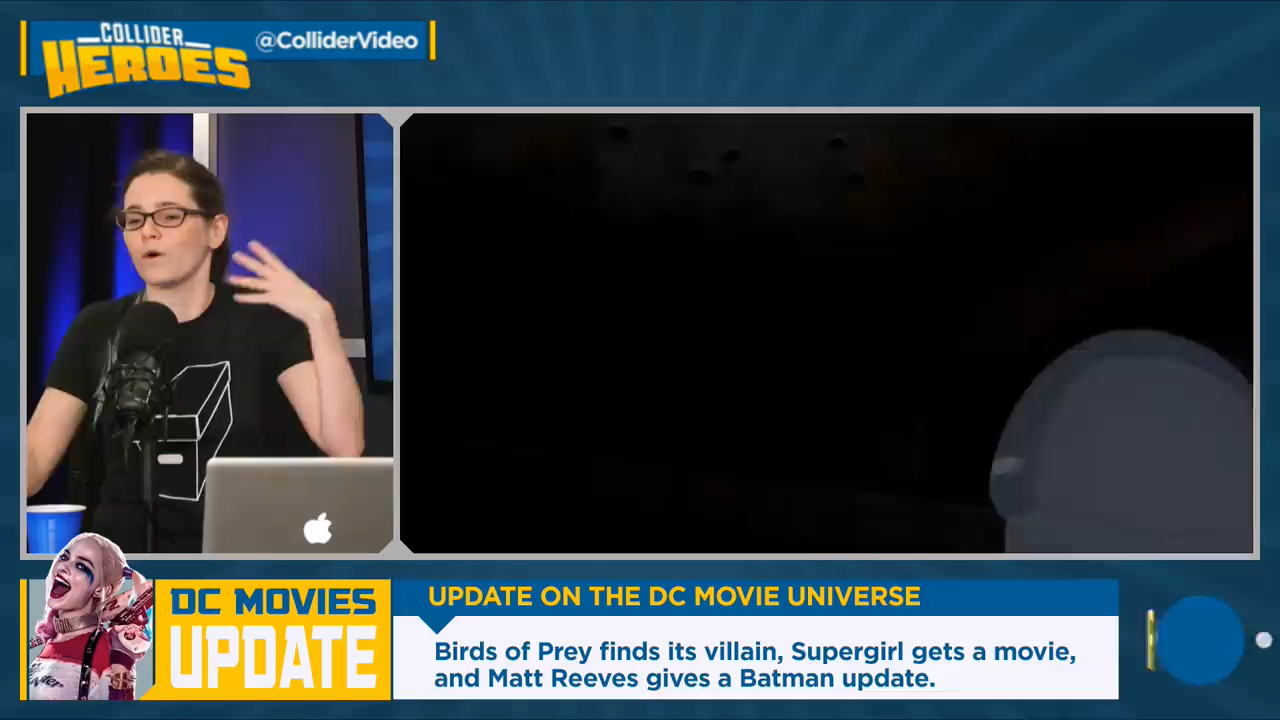 COLLIDER
HEROES
@ColliderVideo
DC MOVIES
UPDATE
UPDATE ON THE DC MOVIE UNIVERSE
Birds of Prey finds its villain, Supergirl gets a movie,
and Matt Reeves gives a Batman update.